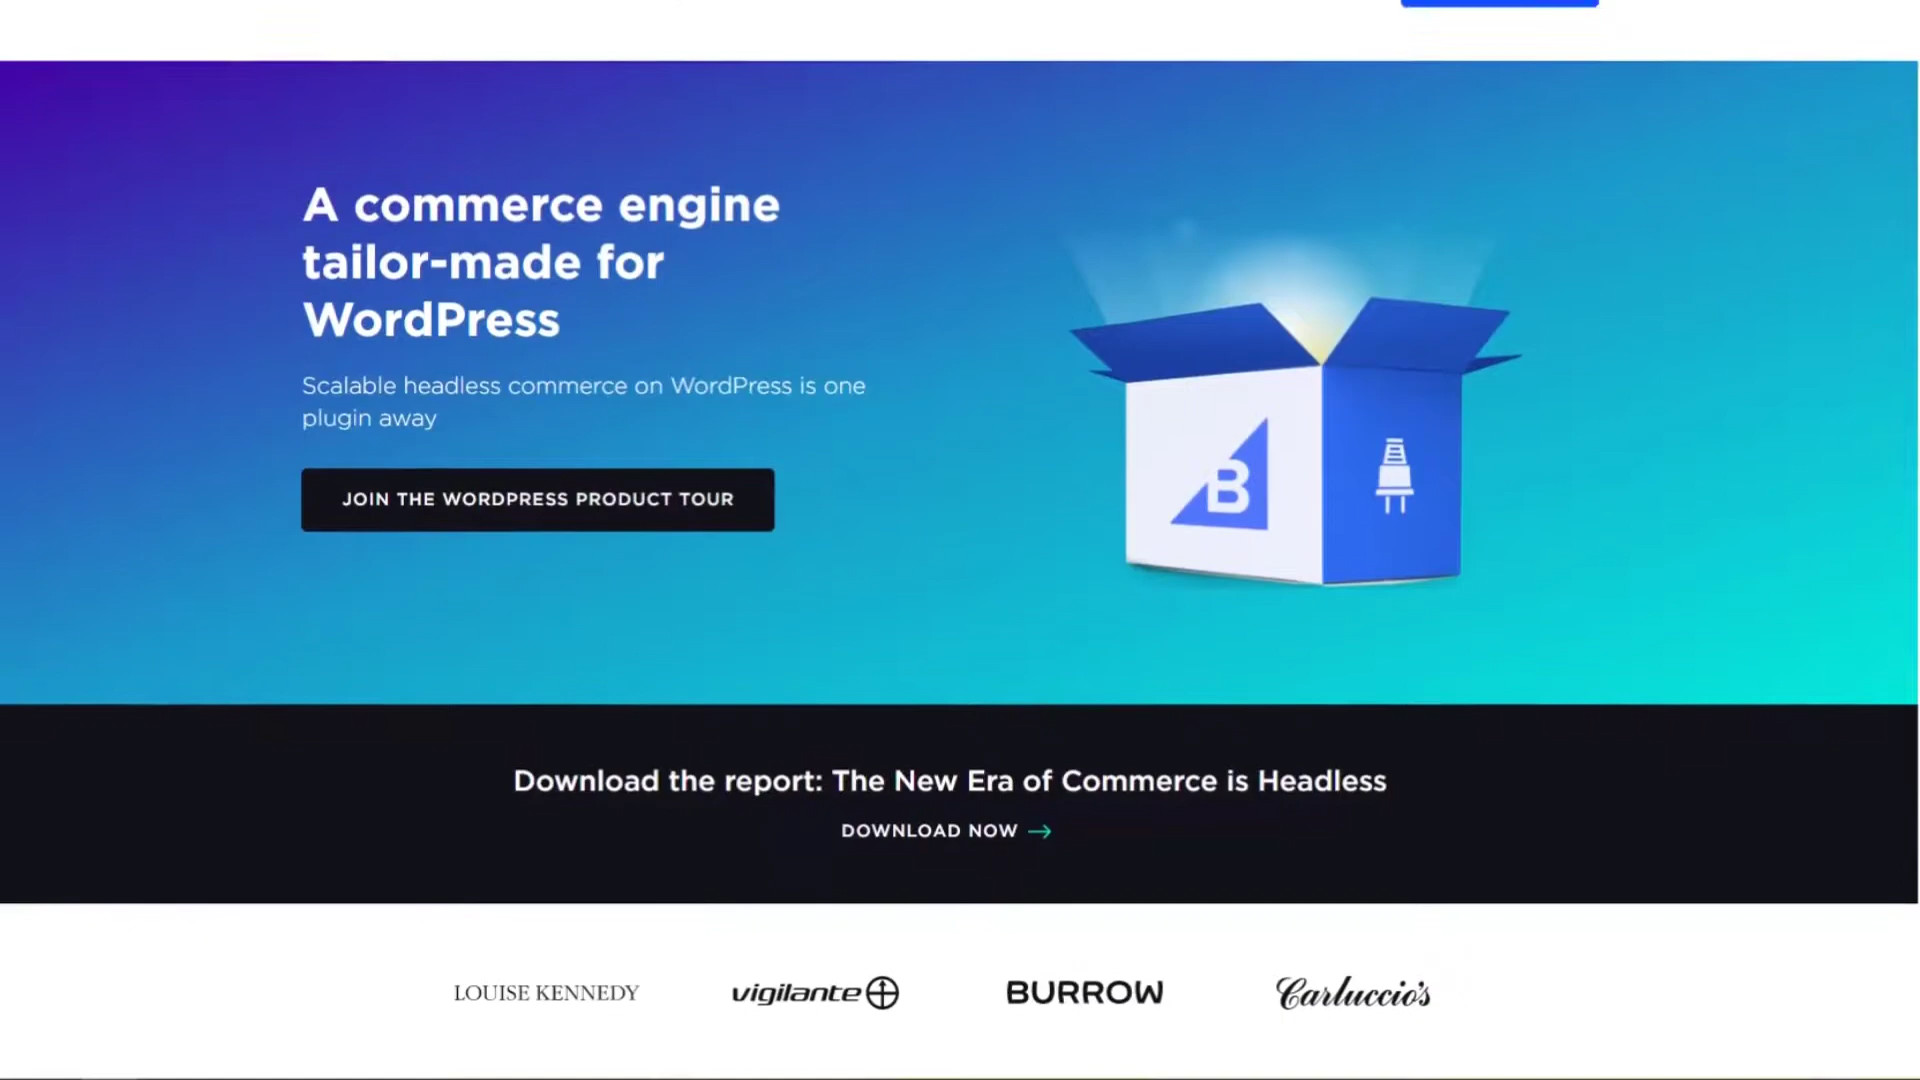 A commerce engine
tailor-made for
WordPress
Scalable headless commerce on WordPress is one
plugin away
JOIN THE WORDPRESS PRODUCT TOUR
B
Download the report: The New Era of Commerce is Headless
DOWNLOAD NOW →
LOUISE KENNEDY
vigilante
BURROW
Carluccio's